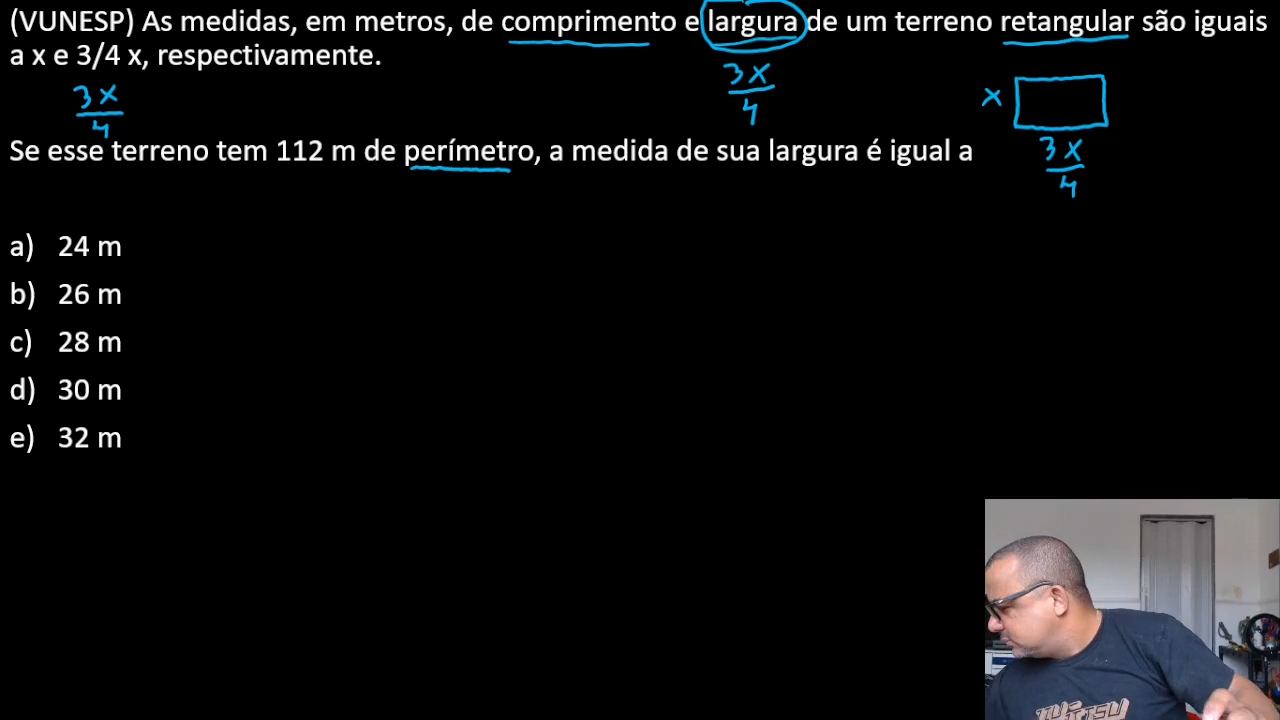 (VUNESP) As medidas, em metros, de comprimento e largura de um terreno retangular são iguais
a x e 3/4 x, respectivamente.
3x
4
3x
4
x
Se esse terreno tem 112 m de perímetro, a medida de sua largura é igual a
3x
4
a) 24 m
b) 26 m
c) 28 m
d) 30 m
e) 32 m